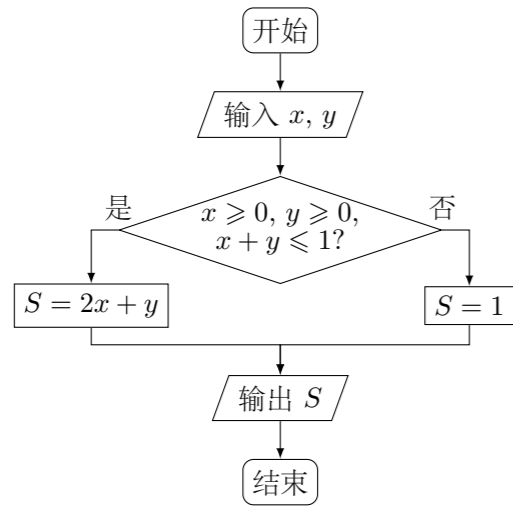 开始
输入 x, y
x ⩾ 0, y ⩾ 0,
x + y ⩽ 1?
是
否
S = 2x + y
S = 1
输出 S
结束